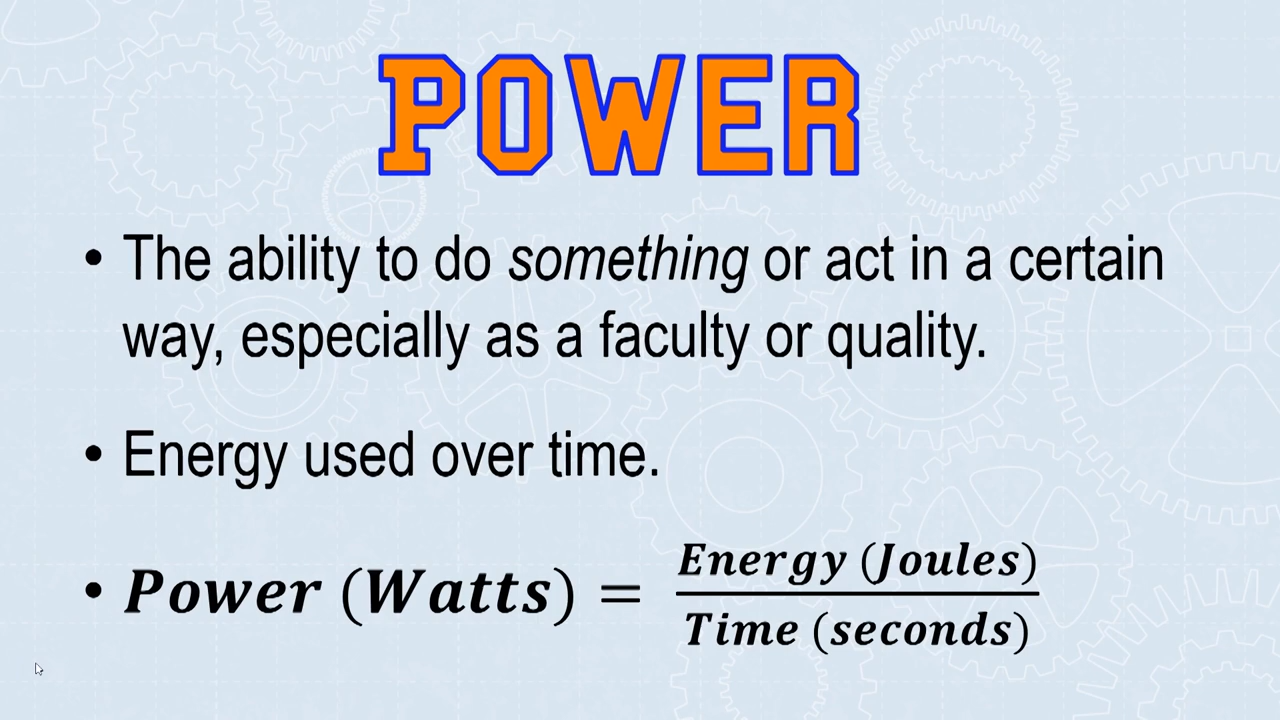 POWER
• The ability to do something or act in a certain
way, especially as a faculty or quality.
• Energy used over time.
• Power (Watts) = Energy (Joules) / Time (seconds)